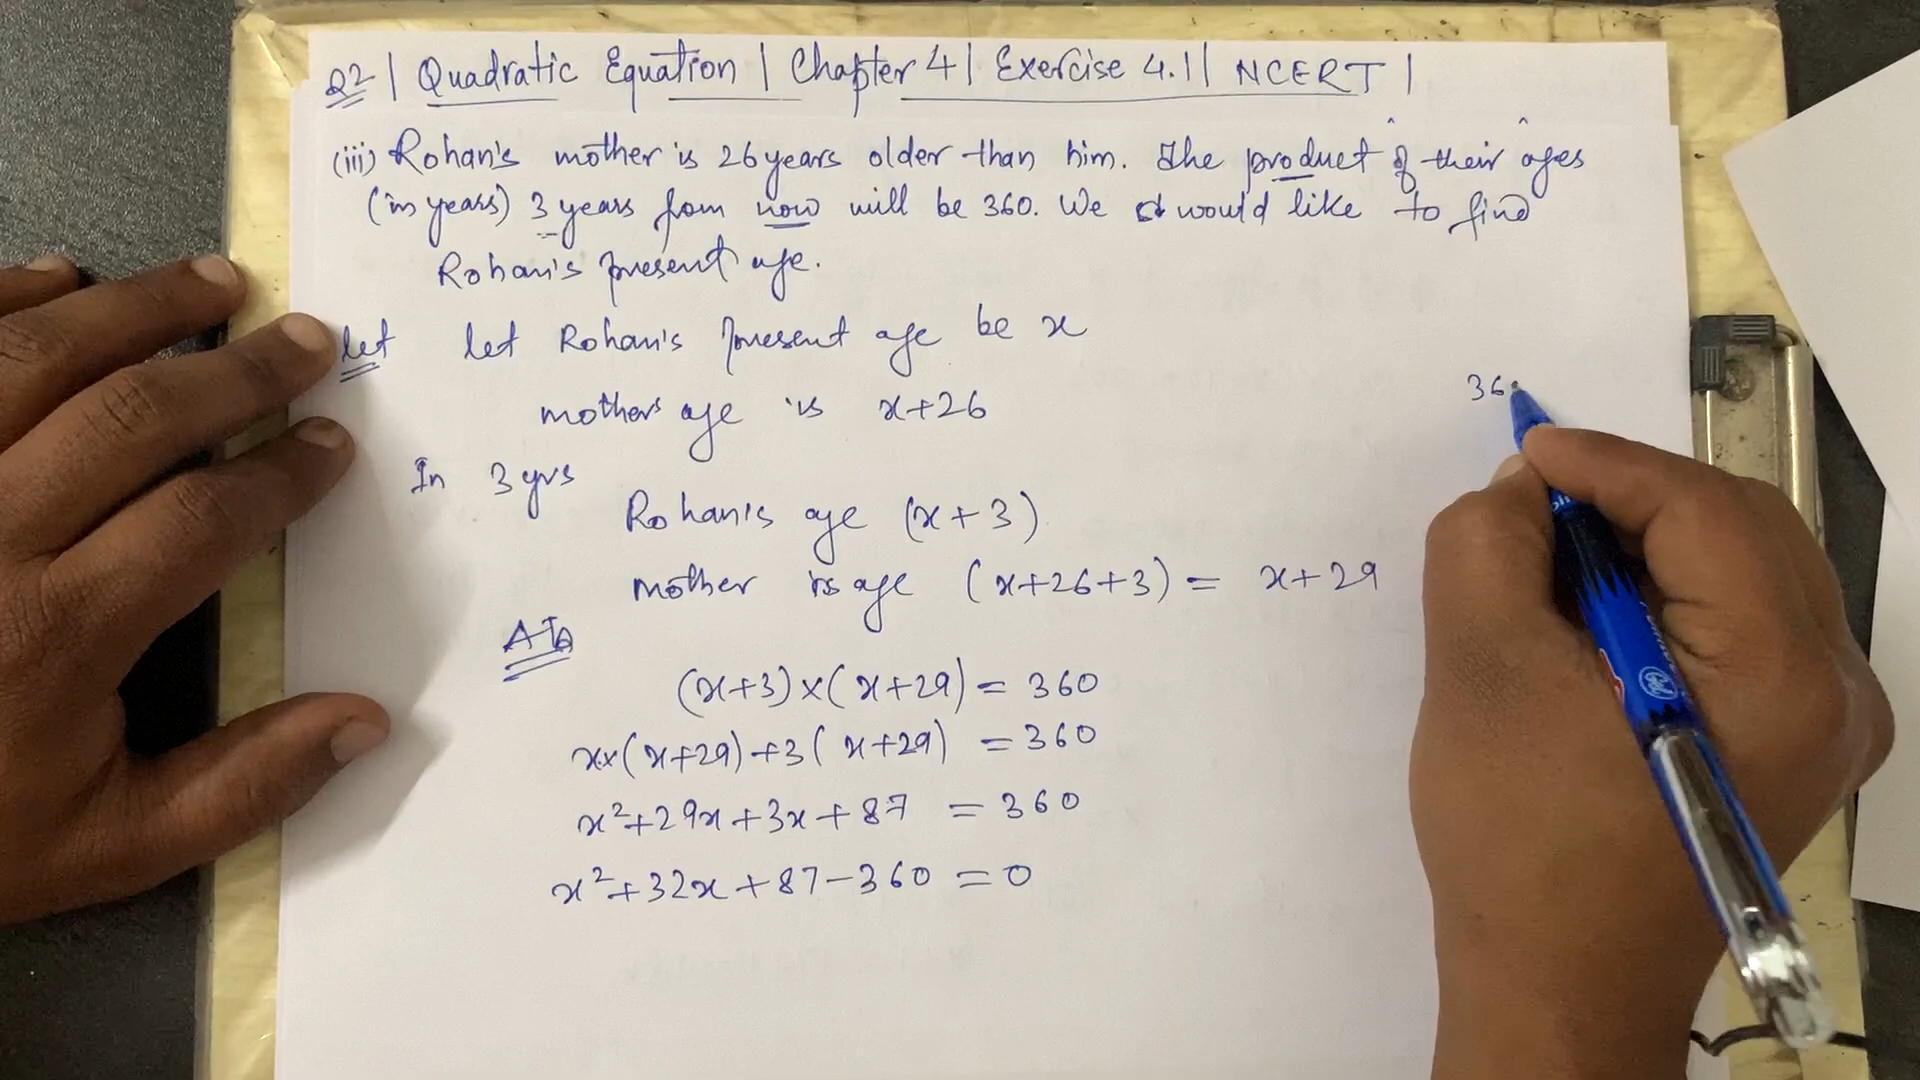 Q2 | Quadratic Equation | Chapter 4 | Exercise 4.1 | NCERT |
(iii) Rohan's mother is 26 years older than him. The product of their ages
(in years) 3 years from now will be 360. We would like to find
Rohan's present age.
let let Rohan's present age be x
mother's age is x+26
In 3 yrs
Rohan's age (x+3)
mother is age (x+26+3) = x+29
ATQ
(x+3)×(x+29) = 360
x×(x+29)+3(x+29) = 360
x²+29x+3x+87 = 360
x²+32x+87-360 = 0
36